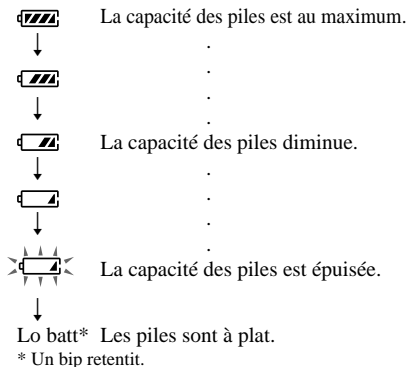 La capacité des piles est au maximum.
La capacité des piles diminue.
La capacité des piles est épuisée.
Lo batt* Les piles sont à plat.
* Un bip retentit.